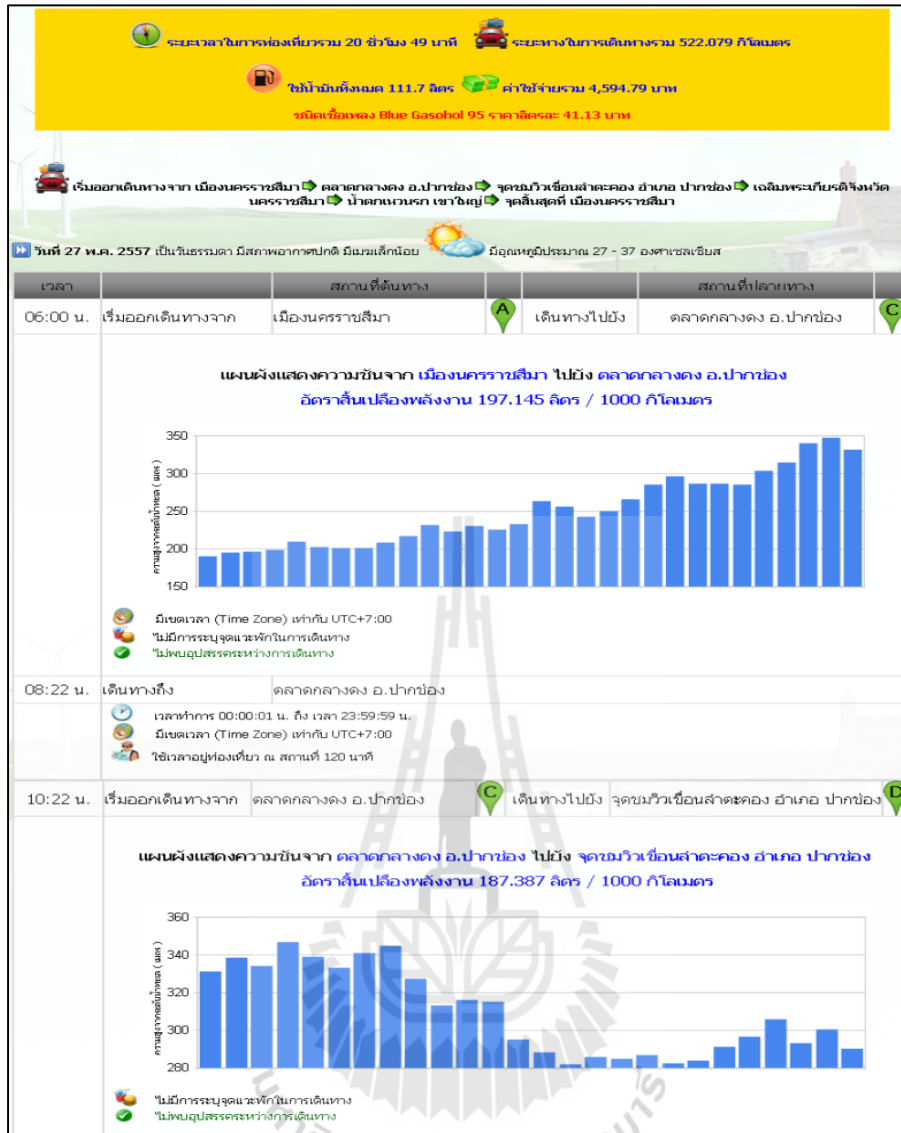 ระยะเวลาในการท่องเที่ยวรวม 20 ชั่วโมง 49 นาที ระยะทางในการเดินทางรวม 522.079 กิโลเมตร
ใช้น้ำมันทั้งหมด 111.7 ลิตร ค่าใช้จ่ายรวม 4,594.79 บาท
ชนิดเชื้อเพลง Blue Gasohol 95 ราคาลิตรละ 41.13 บาท
เริ่มออกเดินทางจาก เมืองนครราชสีมา ตลาดกลางดง อ.ปากช่อง จุดชมวิวเขื่อนลำตะคอง อำเภอ ปากช่อง เฉลิมพระเกียรติจังหวัด
นครราชสีมา น้ำตกเหวนรก เขาใหญ่ จุดสิ้นสุดที่ เมืองนครราชสีมา
วันที่ 27 พ.ค. 2557 เป็นวันธรรมดา มีสภาพอากาศปกติ มีเมฆเล็กน้อย มีอุณหภูมิประมาณ 27 - 37 องศาเซลเซียส
เวลา สถานที่ต้นทาง สถานที่ปลายทาง
06:00 น. เริ่มออกเดินทางจาก เมืองนครราชสีมา A เดินทางไปยัง ตลาดกลางดง อ.ปากช่อง C
แผนผังแสดงความชันจาก เมืองนครราชสีมา ไปยัง ตลาดกลางดง อ.ปากช่อง
อัตราสิ้นเปลืองพลังงาน 197.145 ลิตร / 1000 กิโลเมตร
ความสูงจากระดับน้ำทะเล ( เมตร )
350
300
250
200
150
มีเขตเวลา (Time Zone) เท่ากับ UTC+7:00
ไม่มีการระบุจุดแวะพักในการเดินทาง
ไม่พบอุปสรรคระหว่างการเดินทาง
08:22 น. เดินทางถึง ตลาดกลางดง อ.ปากช่อง
เวลาทำการ 00:00:01 น. ถึง เวลา 23:59:59 น.
มีเขตเวลา (Time Zone) เท่ากับ UTC+7:00
ใช้เวลาอยู่ท่องเที่ยว ณ สถานที่ 120 นาที
10:22 น. เริ่มออกเดินทางจาก ตลาดกลางดง อ.ปากช่อง C เดินทางไปยัง จุดชมวิวเขื่อนลำตะคอง อำเภอ ปากช่อง D
แผนผังแสดงความชันจาก ตลาดกลางดง อ.ปากช่อง ไปยัง จุดชมวิวเขื่อนลำตะคอง อำเภอ ปากช่อง
อัตราสิ้นเปลืองพลังงาน 187.387 ลิตร / 1000 กิโลเมตร
ความสูงจากระดับน้ำทะเล ( เมตร )
360
340
320
300
280
ไม่มีการระบุจุดแวะพักในการเดินทาง
ไม่พบอุปสรรคระหว่างการเดินทาง